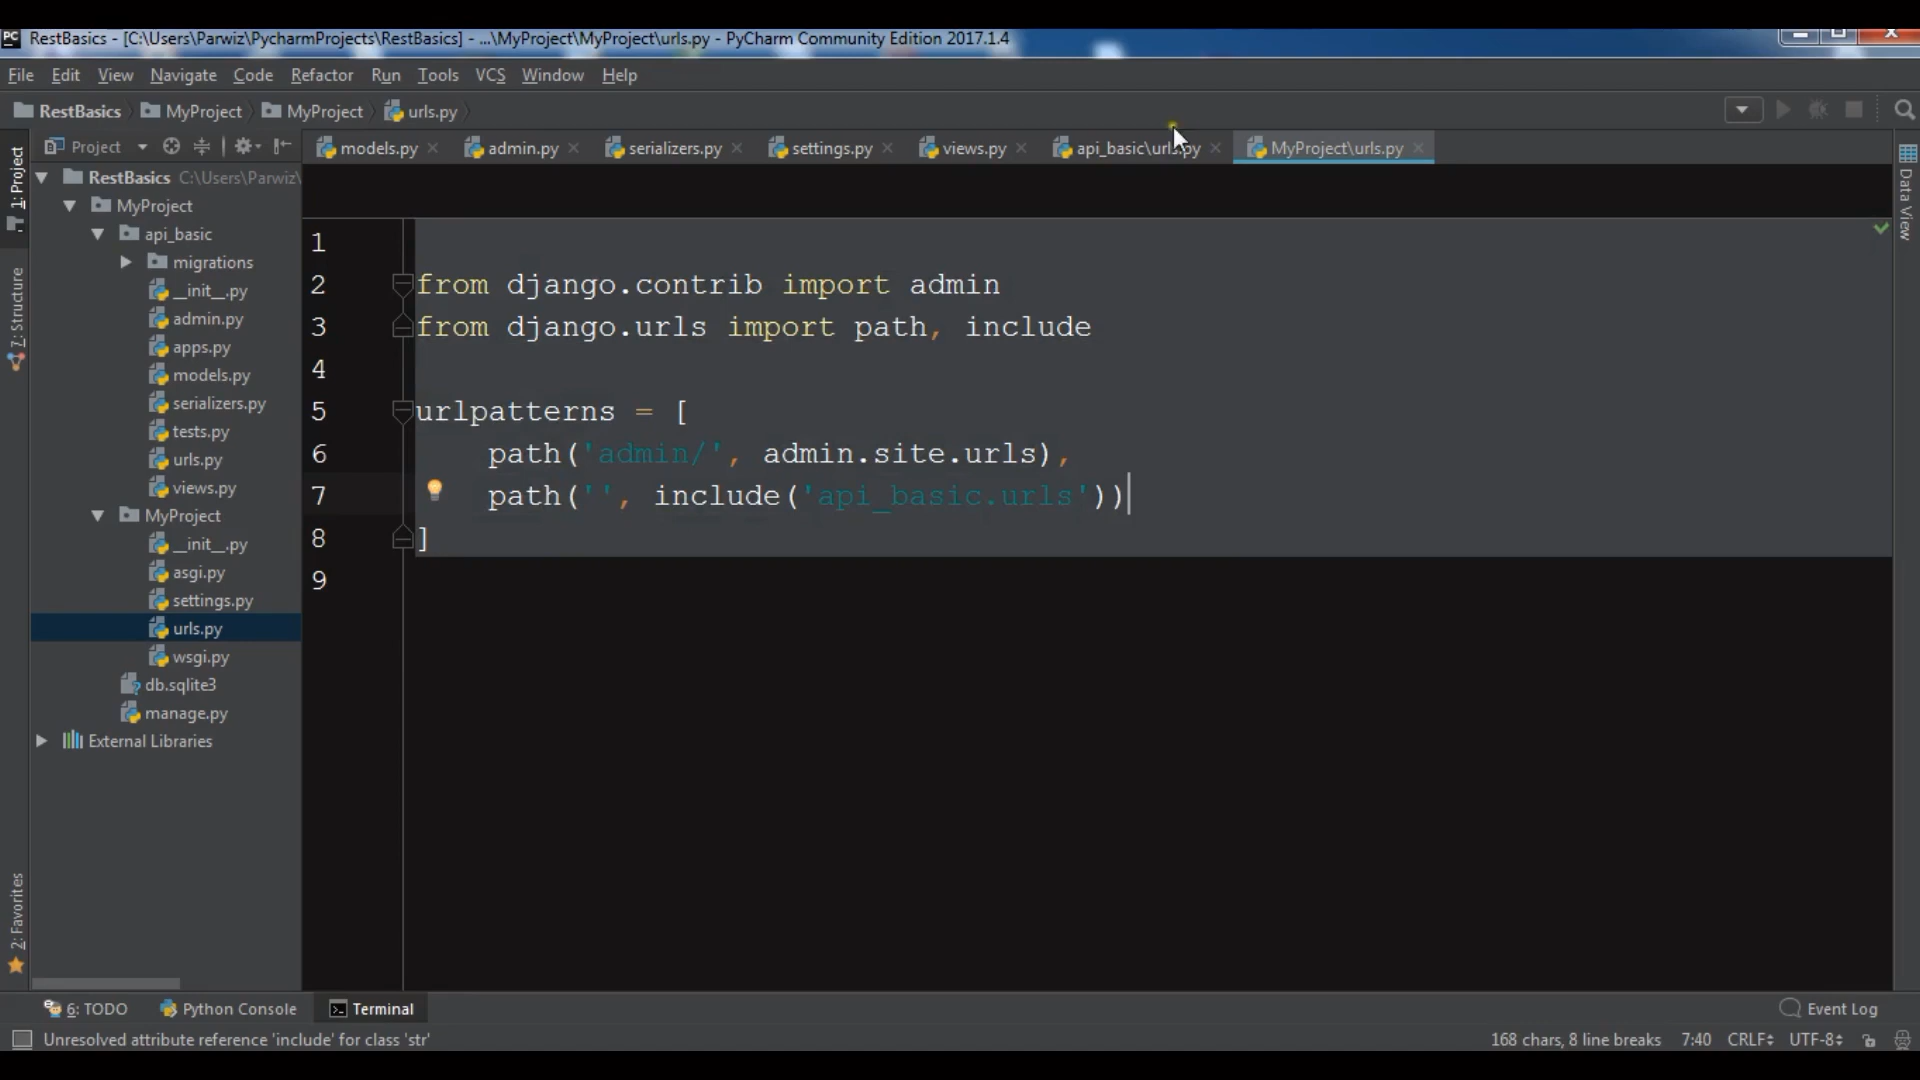 RestBasics - [C:\Users\Parwiz\PycharmProjects\RestBasics] - ...\MyProject\MyProject\urls.py - PyCharm Community Edition 2017.1.4
File Edit View Navigate Code Refactor Run Tools VCS Window Help
RestBasics MyProject MyProject urls.py
Project models.py admin.py serializers.py settings.py views.py api_basic\urls.py MyProject\urls.py
1: Project
7: Structure
2: Favorites
Data View
RestBasics C:\Users\Parwiz\
MyProject
api_basic
migrations
__init__.py
admin.py
apps.py
models.py
serializers.py
tests.py
urls.py
views.py
MyProject
__init__.py
asgi.py
settings.py
urls.py
wsgi.py
db.sqlite3
manage.py
External Libraries
1
2 from django.contrib import admin
3 from django.urls import path, include
4
5 urlpatterns = [
6 path('admin/', admin.site.urls),
7 path('', include('api_basic.urls'))
8 ]
9
6: TODO Python Console Terminal Event Log
Unresolved attribute reference 'include' for class 'str' 168 chars, 8 line breaks 7:40 CRLF UTF-8